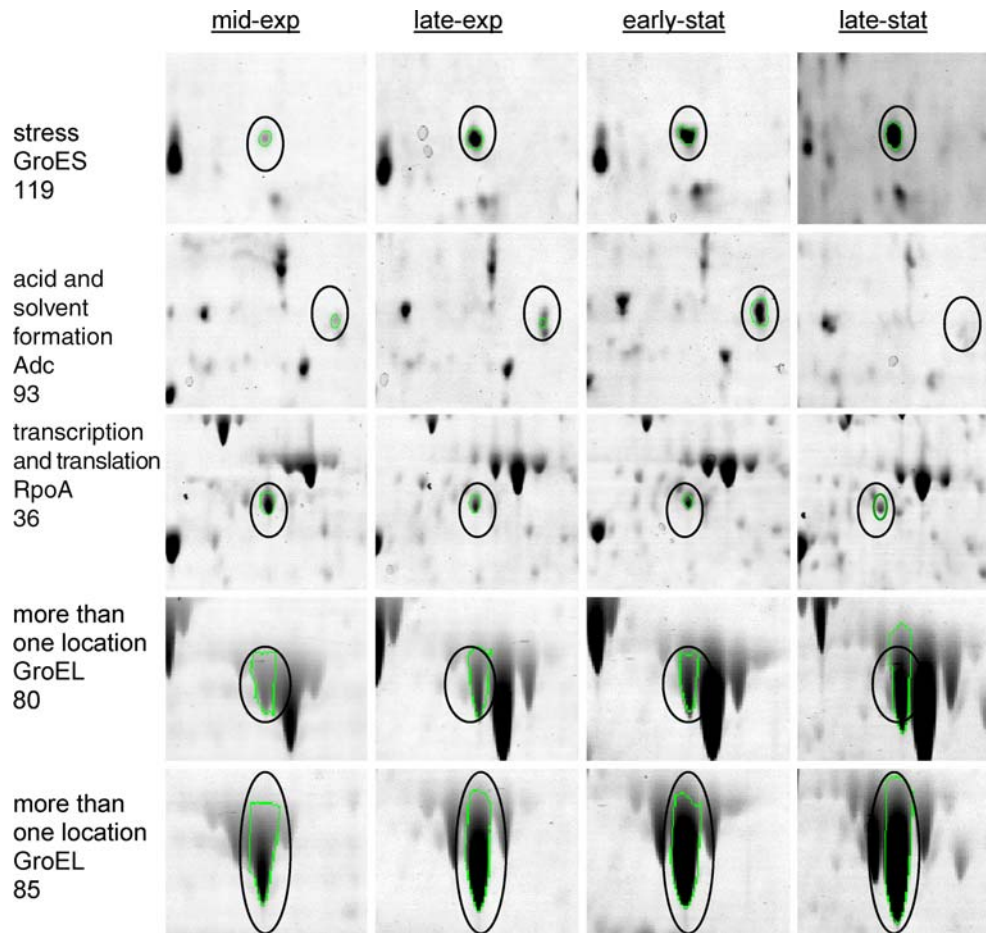 mid-exp late-exp early-stat late-stat
stress
GroES
119
acid and
solvent
formation
Adc
93
transcription
and translation
RpoA
36
more than
one location
GroEL
80
more than
one location
GroEL
85